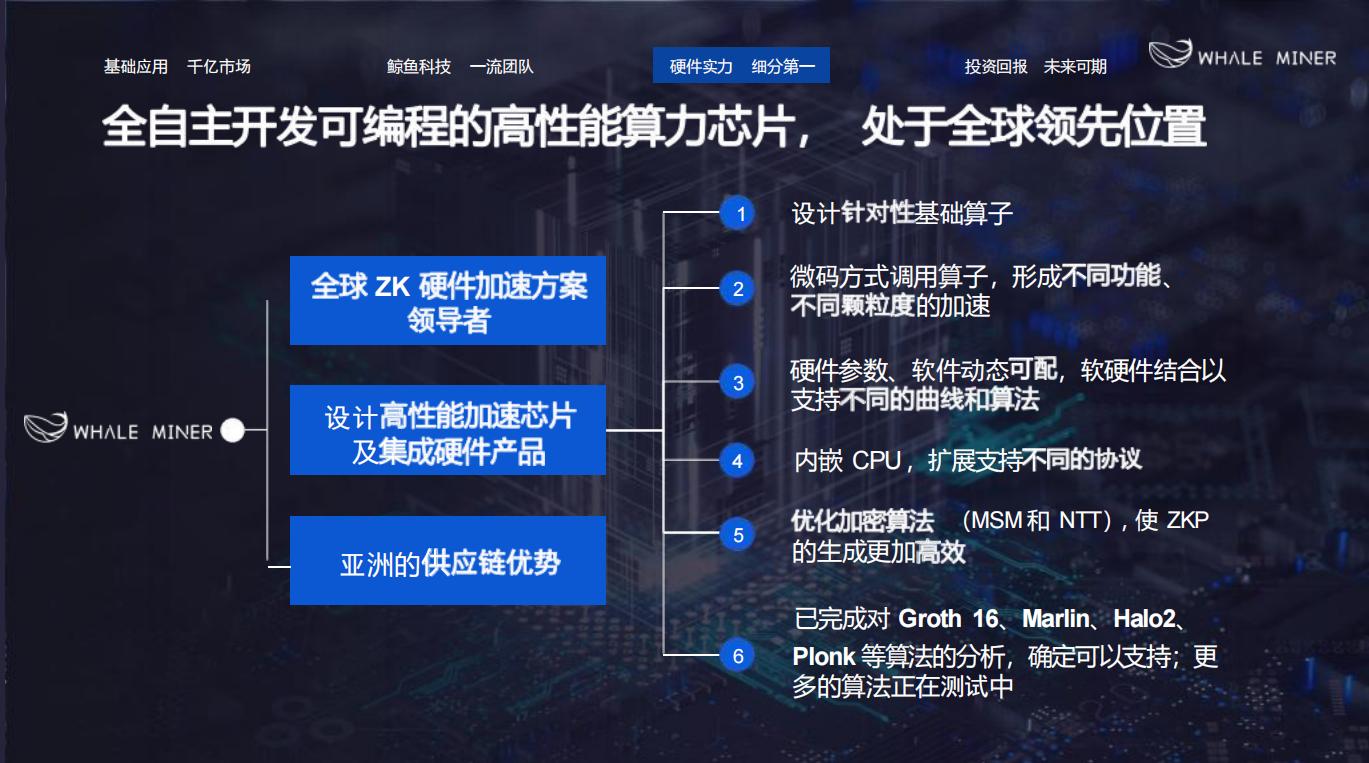 基础应用 千亿市场
鲸鱼科技 一流团队
硬件实力 细分第一
投资回报 未来可期
WHALE MINER
全自主开发可编程的高性能算力芯片， 处于全球领先位置
WHALE MINER
全球 ZK 硬件加速方案
领导者
设计高性能加速芯片
及集成硬件产品
亚洲的供应链优势
1
设计针对性基础算子
2
微码方式调用算子，形成不同功能、
不同颗粒度的加速
3
硬件参数、软件动态可配，软硬件结合以
支持不同的曲线和算法
4
内嵌 CPU，扩展支持不同的协议
5
优化加密算法 （MSM 和 NTT）, 使 ZKP
的生成更加高效
6
已完成对 Groth 16、Marlin、Halo2、
Plonk 等算法的分析，确定可以支持；更
多的算法正在测试中